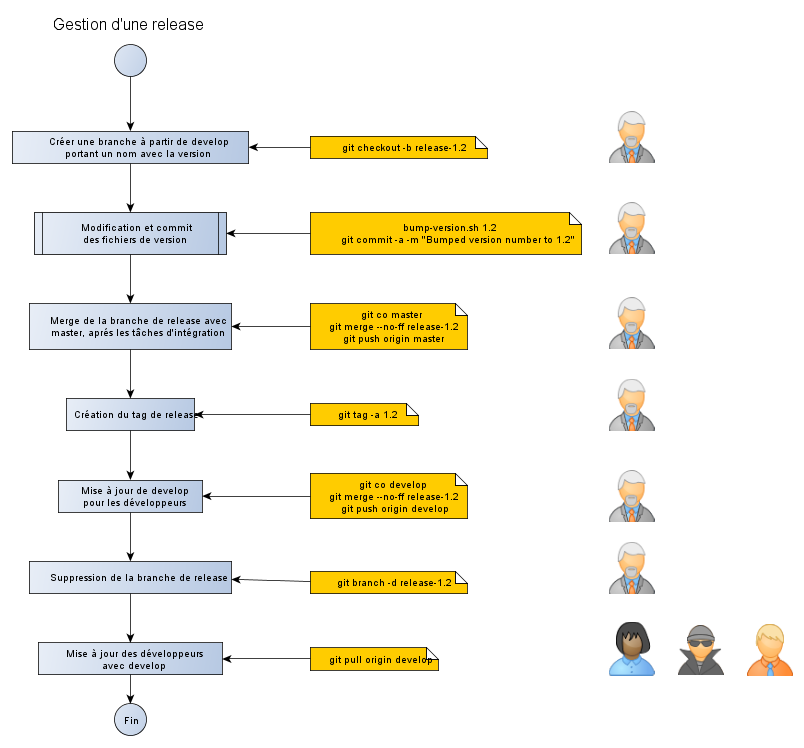 Gestion d'une release
Créer une branche à partir de develop
portant un nom avec la version
git checkout -b release-1.2
Modification et commit
des fichiers de version
bump-version.sh 1.2
git commit -a -m "Bumped version number to 1.2"
Merge de la branche de release avec
master, aprés les tâches d'intégration
git co master
git merge --no-ff release-1.2
git push origin master
Création du tag de release
git tag -a 1.2
Mise à jour de develop
pour les développeurs
git co develop
git merge --no-ff release-1.2
git push origin develop
Suppression de la branche de release
git branch -d release-1.2
Mise à jour des développeurs
avec develop
git pull origin develop
Fin